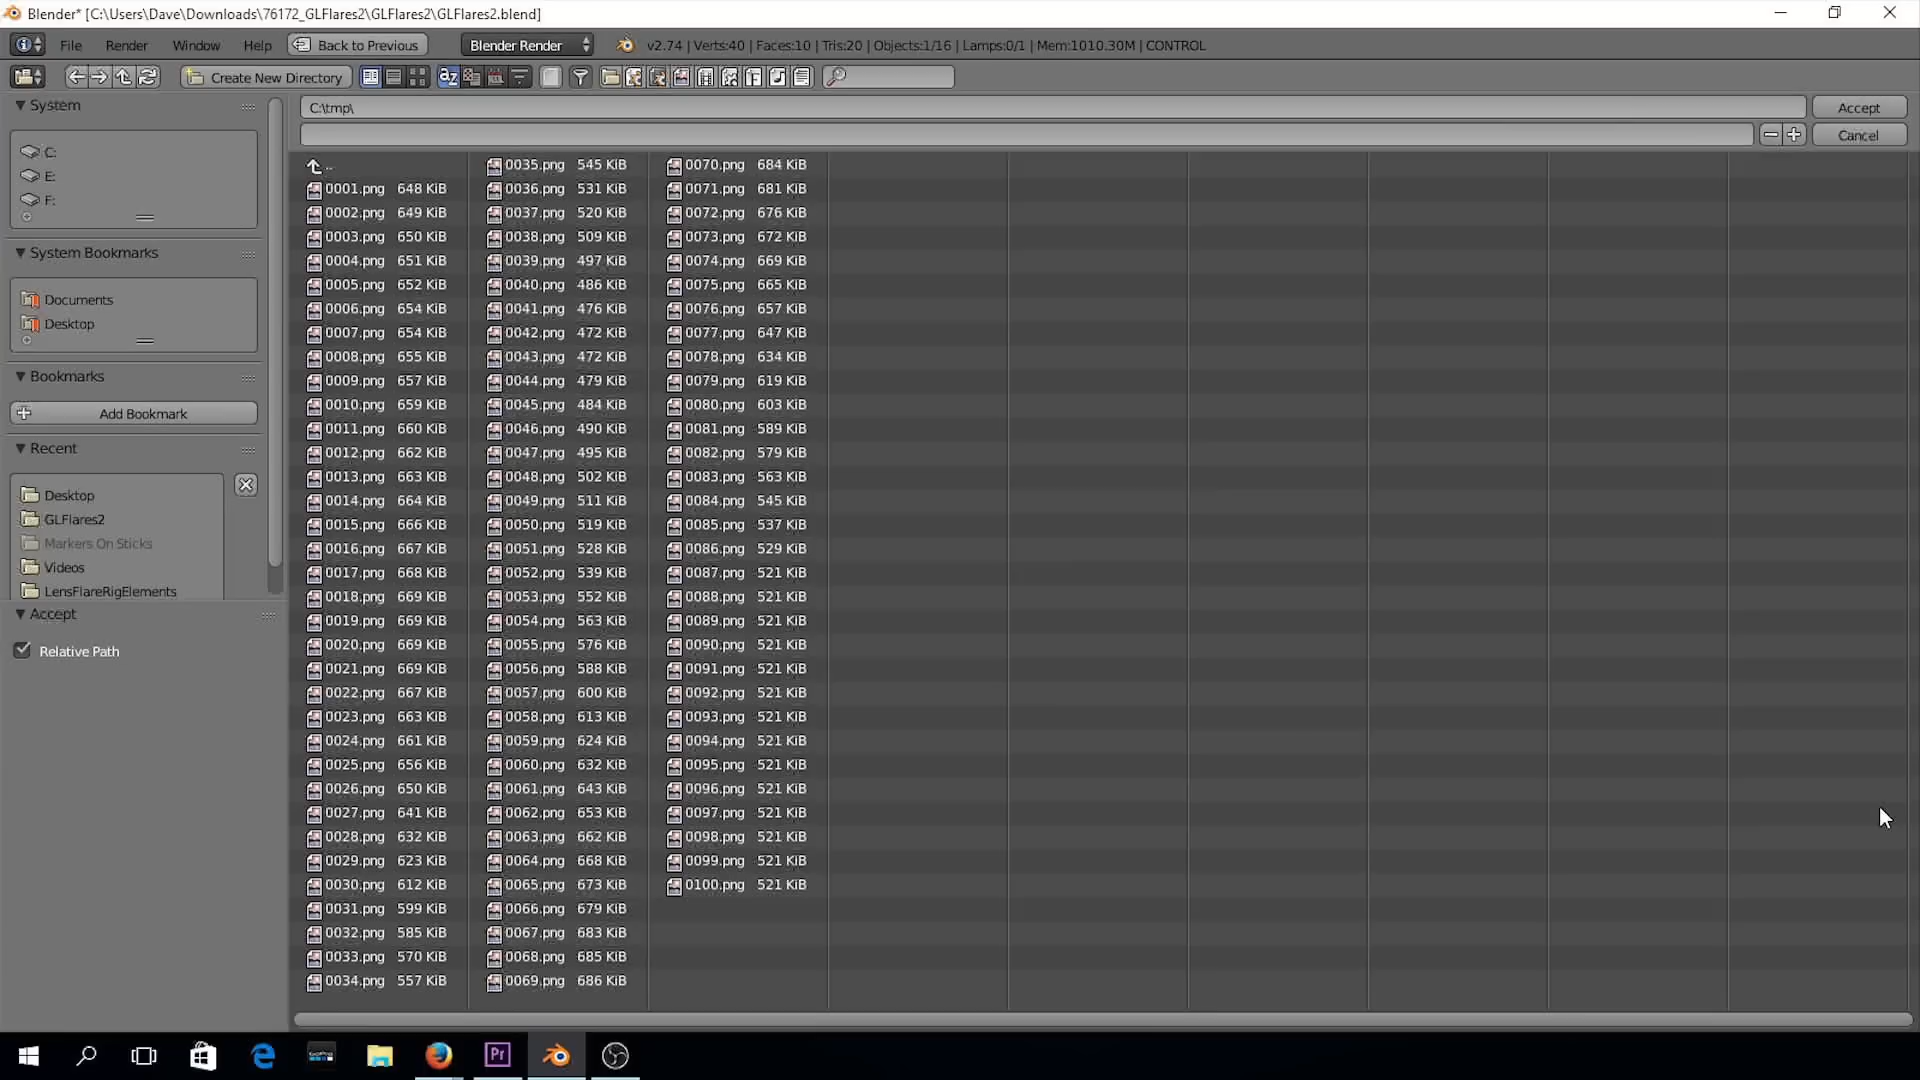 Blender* [C:\Users\Dave\Downloads\76172_GLFlares2\GLFlares2\GLFlares2.blend]
File Render Window Help Back to Previous Blender Render v2.74 | Verts:40 | Faces:10 | Tris:20 | Objects:1/16 | Lamps:0/1 | Mem:1010.30M | CONTROL
Create New Directory
System
C:
E:
F:
System Bookmarks
Documents
Desktop
Bookmarks
Add Bookmark
Recent
Desktop
GLFlares2
Markers On Sticks
Videos
LensFlareRigElements
Accept
Relative Path
C:\tmp\
Accept
Cancel
..
0001.png 648 KiB
0002.png 649 KiB
0003.png 650 KiB
0004.png 651 KiB
0005.png 652 KiB
0006.png 654 KiB
0007.png 654 KiB
0008.png 655 KiB
0009.png 657 KiB
0010.png 659 KiB
0011.png 660 KiB
0012.png 662 KiB
0013.png 663 KiB
0014.png 664 KiB
0015.png 666 KiB
0016.png 667 KiB
0017.png 668 KiB
0018.png 669 KiB
0019.png 669 KiB
0020.png 669 KiB
0021.png 669 KiB
0022.png 667 KiB
0023.png 663 KiB
0024.png 661 KiB
0025.png 656 KiB
0026.png 650 KiB
0027.png 641 KiB
0028.png 632 KiB
0029.png 623 KiB
0030.png 612 KiB
0031.png 599 KiB
0032.png 585 KiB
0033.png 570 KiB
0034.png 557 KiB
0035.png 545 KiB
0036.png 531 KiB
0037.png 520 KiB
0038.png 509 KiB
0039.png 497 KiB
0040.png 486 KiB
0041.png 476 KiB
0042.png 472 KiB
0043.png 472 KiB
0044.png 479 KiB
0045.png 484 KiB
0046.png 490 KiB
0047.png 495 KiB
0048.png 502 KiB
0049.png 511 KiB
0050.png 519 KiB
0051.png 528 KiB
0052.png 539 KiB
0053.png 552 KiB
0054.png 563 KiB
0055.png 576 KiB
0056.png 588 KiB
0057.png 600 KiB
0058.png 613 KiB
0059.png 624 KiB
0060.png 632 KiB
0061.png 643 KiB
0062.png 653 KiB
0063.png 662 KiB
0064.png 668 KiB
0065.png 673 KiB
0066.png 679 KiB
0067.png 683 KiB
0068.png 685 KiB
0069.png 686 KiB
0070.png 684 KiB
0071.png 681 KiB
0072.png 676 KiB
0073.png 672 KiB
0074.png 669 KiB
0075.png 665 KiB
0076.png 657 KiB
0077.png 647 KiB
0078.png 634 KiB
0079.png 619 KiB
0080.png 603 KiB
0081.png 589 KiB
0082.png 579 KiB
0083.png 563 KiB
0084.png 545 KiB
0085.png 537 KiB
0086.png 529 KiB
0087.png 521 KiB
0088.png 521 KiB
0089.png 521 KiB
0090.png 521 KiB
0091.png 521 KiB
0092.png 521 KiB
0093.png 521 KiB
0094.png 521 KiB
0095.png 521 KiB
0096.png 521 KiB
0097.png 521 KiB
0098.png 521 KiB
0099.png 521 KiB
0100.png 521 KiB
GoPro
Pr